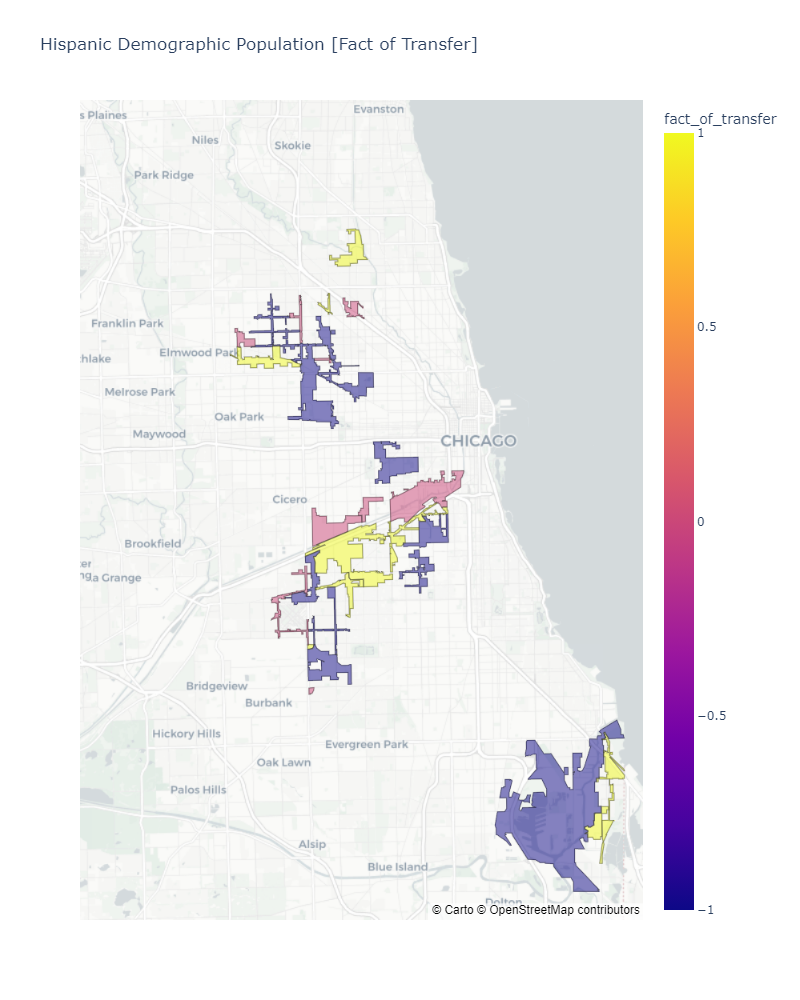 Hispanic Demographic Population [Fact of Transfer]
fact_of_transfer
1
0.5
0
−0.5
−1
s Plaines
Evanston
Niles
Skokie
Park Ridge
Franklin Park
Elmwood Park
hlake
Melrose Park
Oak Park
Maywood
CHICAGO
Cicero
Brookfield
er
ng
a Grange
Bridgeview
Burbank
Hickory Hills
Evergreen Park
Oak Lawn
Palos Hills
Alsip
Blue Island
Dolton
© Carto © OpenStreetMap contributors